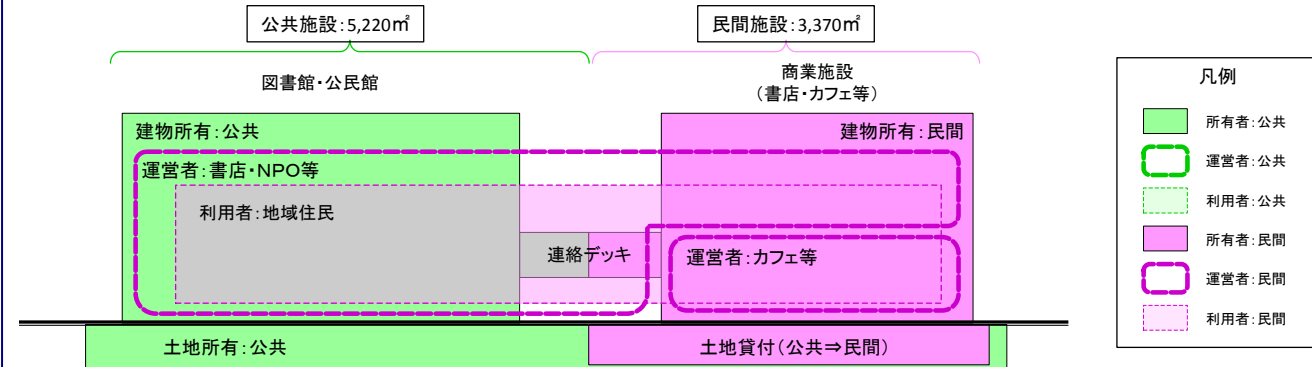 公共施設:5,220㎡
民間施設:3,370㎡
図書館・公民館
商業施設
(書店・カフェ等)
建物所有:公共
建物所有:民間
運営者:書店・NPO等
利用者:地域住民
連絡デッキ
運営者:カフェ等
土地所有:公共
土地貸付(公共⇒民間)
凡例
所有者:公共
運営者:公共
利用者:公共
所有者:民間
運営者:民間
利用者:民間